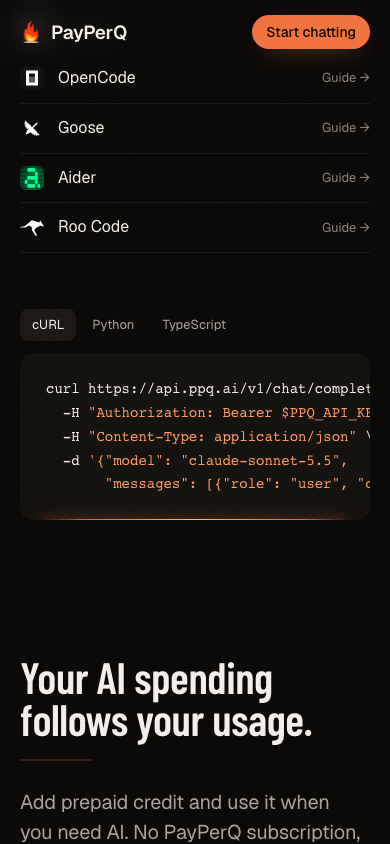 PayPerQ
Start chatting
OpenCode
Guide →
Goose
Guide →
Aider
Guide →
Roo Code
Guide →
cURL
Python
TypeScript
curl https://api.ppq.ai/v1/chat/complet
-H "Authorization: Bearer $PPQ_API_KE
-H "Content-Type: application/json" \
-d '{"model": "claude-sonnet-5.5",
"messages": [{"role": "user", "c
Your AI spending
follows your usage.
Add prepaid credit and use it when
you need AI. No PayPerQ subscription,